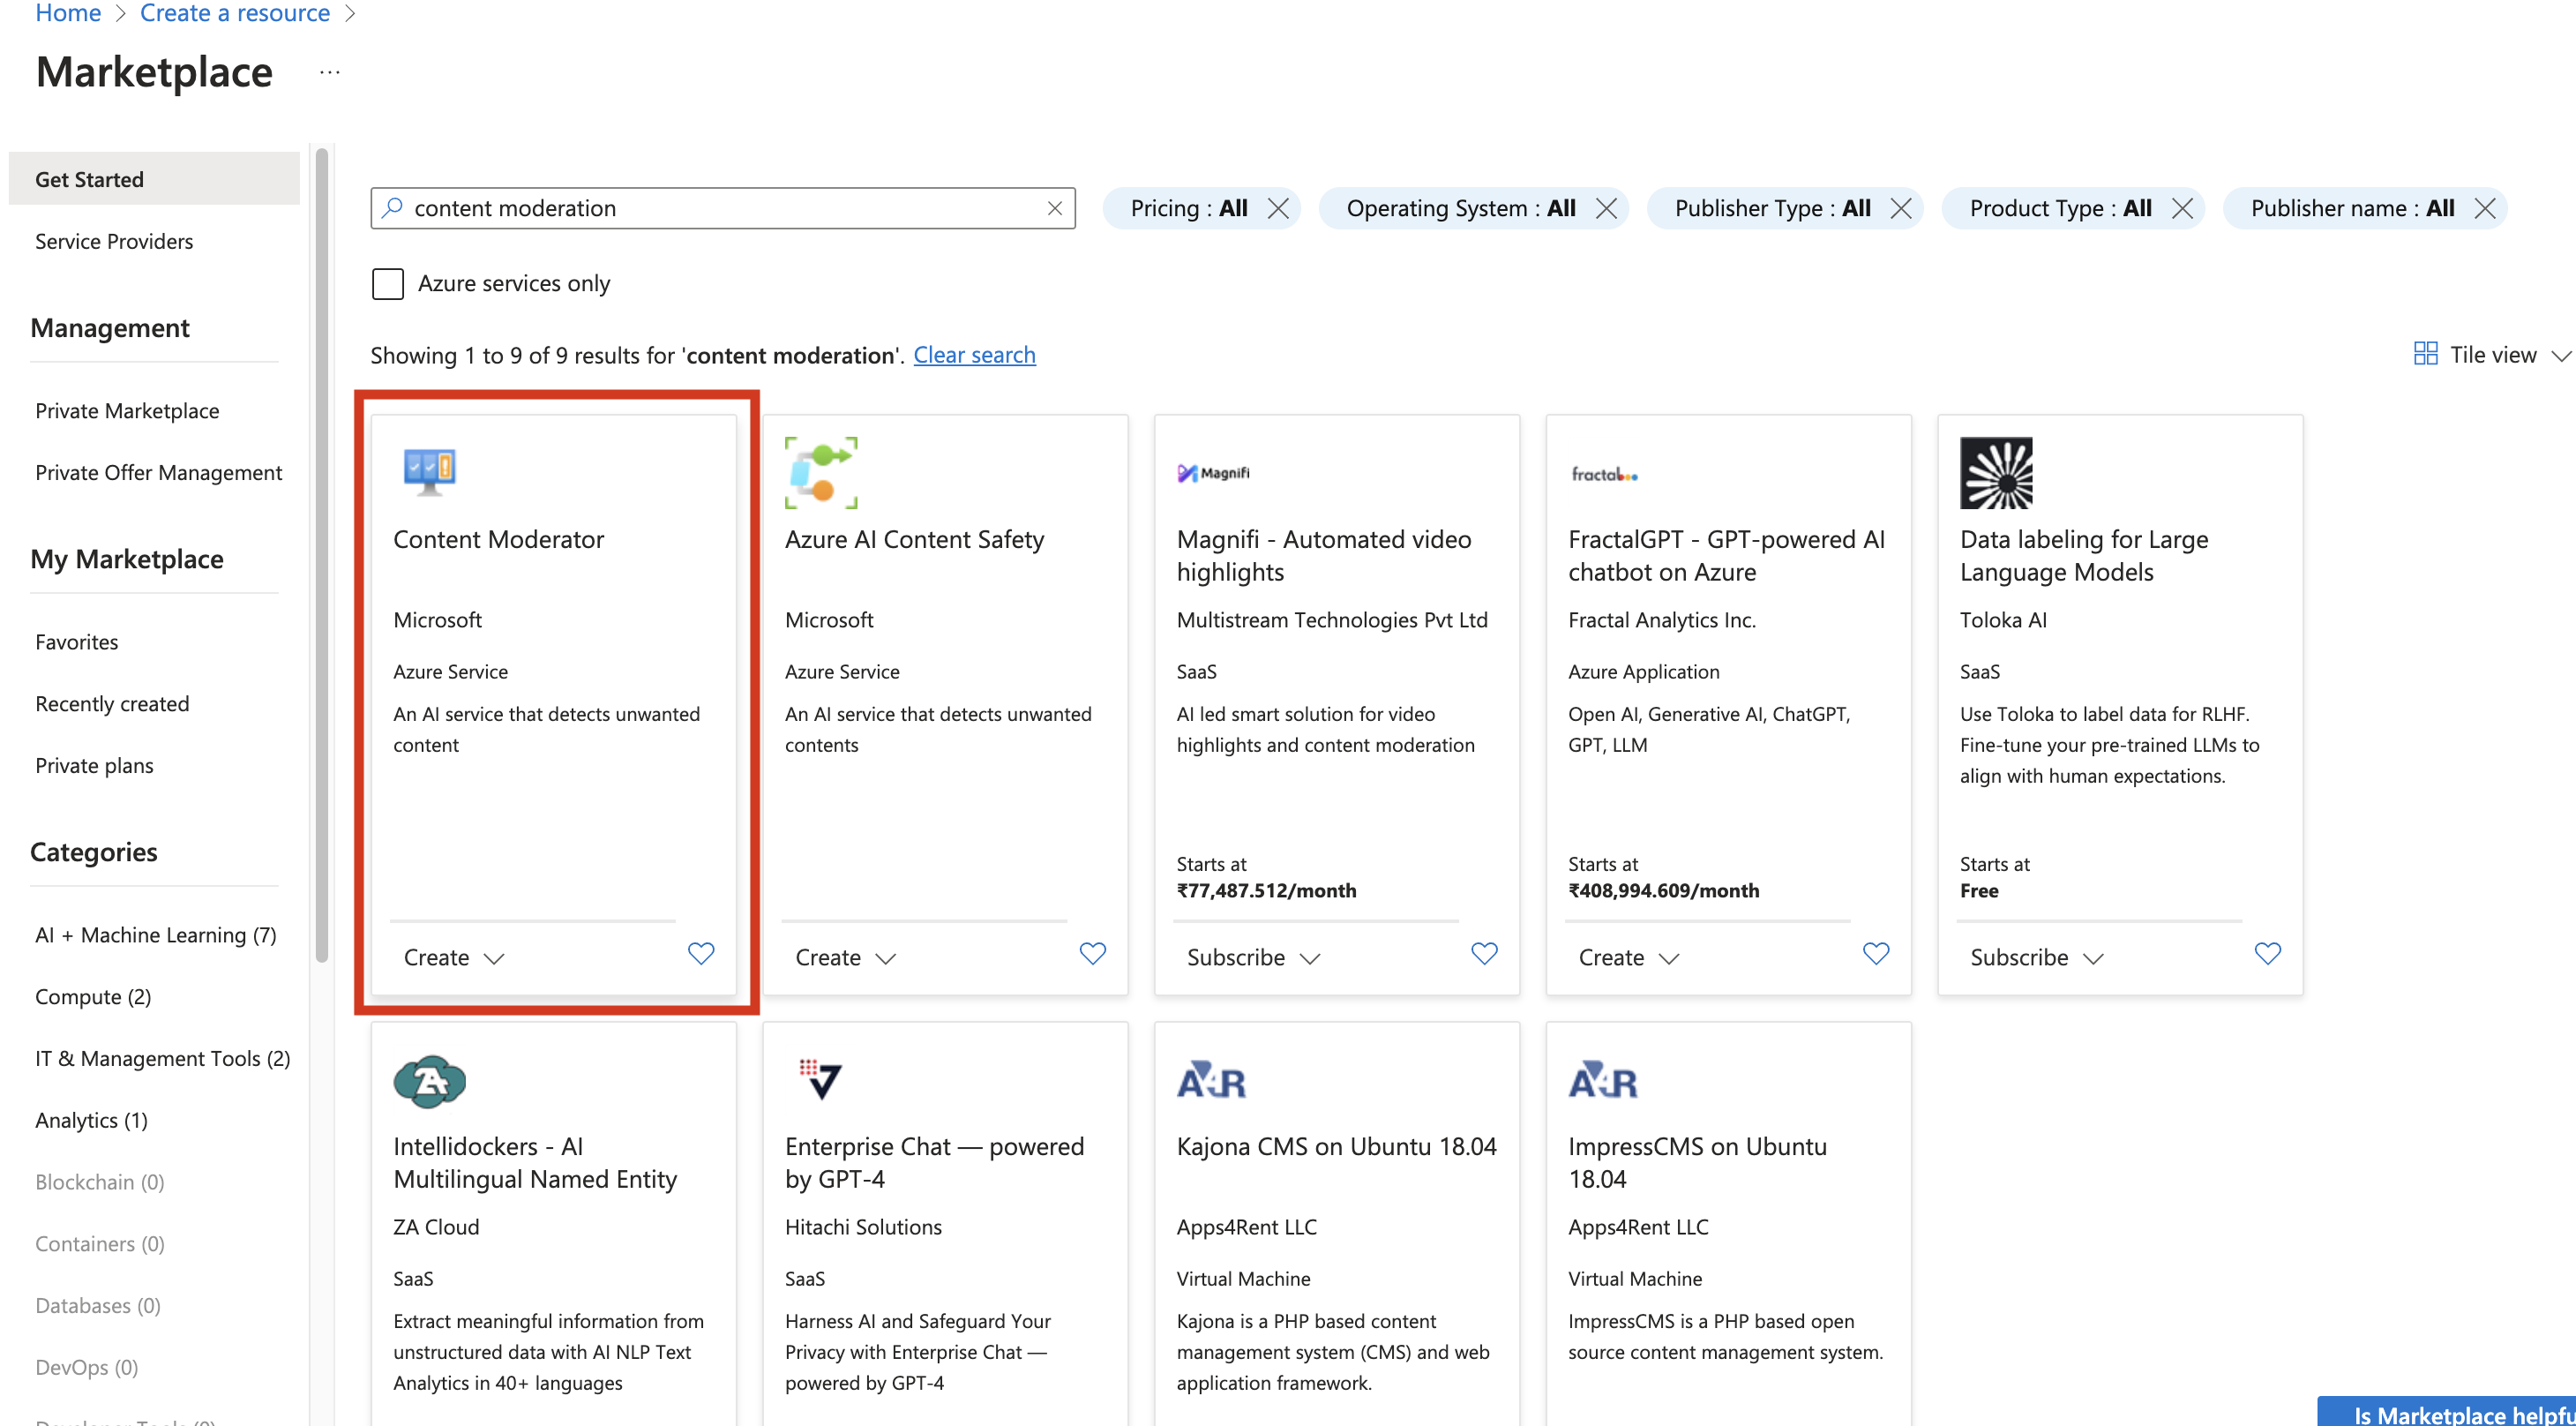 Home > Create a resource >
Marketplace ...
Get Started
Service Providers
Management
Private Marketplace
Private Offer Management
My Marketplace
Favorites
Recently created
Private plans
Categories
AI + Machine Learning (7)
Compute (2)
IT & Management Tools (2)
Analytics (1)
Blockchain (0)
Containers (0)
Databases (0)
DevOps (0)
content moderation
Pricing : All
Operating System : All
Publisher Type : All
Product Type : All
Publisher name : All
Azure services only
Showing 1 to 9 of 9 results for 'content moderation'. Clear search
Tile view
Content Moderator
Microsoft
Azure Service
An AI service that detects unwanted
content
Create
Azure AI Content Safety
Microsoft
Azure Service
An AI service that detects unwanted
contents
Create
Magnifi
Magnifi - Automated video
highlights
Multistream Technologies Pvt Ltd
SaaS
AI led smart solution for video
highlights and content moderation
Starts at
₹77,487.512/month
Subscribe
fractal
FractalGPT - GPT-powered AI
chatbot on Azure
Fractal Analytics Inc.
Azure Application
Open AI, Generative AI, ChatGPT,
GPT, LLM
Starts at
₹408,994.609/month
Create
Data labeling for Large
Language Models
Toloka AI
SaaS
Use Toloka to label data for RLHF.
Fine-tune your pre-trained LLMs to
align with human expectations.
Starts at
Free
Subscribe
ZA
Intellidockers - AI
Multilingual Named Entity
ZA Cloud
SaaS
Extract meaningful information from
unstructured data with AI NLP Text
Analytics in 40+ languages
Enterprise Chat — powered
by GPT-4
Hitachi Solutions
SaaS
Harness AI and Safeguard Your
Privacy with Enterprise Chat —
powered by GPT-4
A4R
Kajona CMS on Ubuntu 18.04
Apps4Rent LLC
Virtual Machine
Kajona is a PHP based content
management system (CMS) and web
application framework.
A4R
ImpressCMS on Ubuntu
18.04
Apps4Rent LLC
Virtual Machine
ImpressCMS is a PHP based open
source content management system.
Is Marketplace helpfu